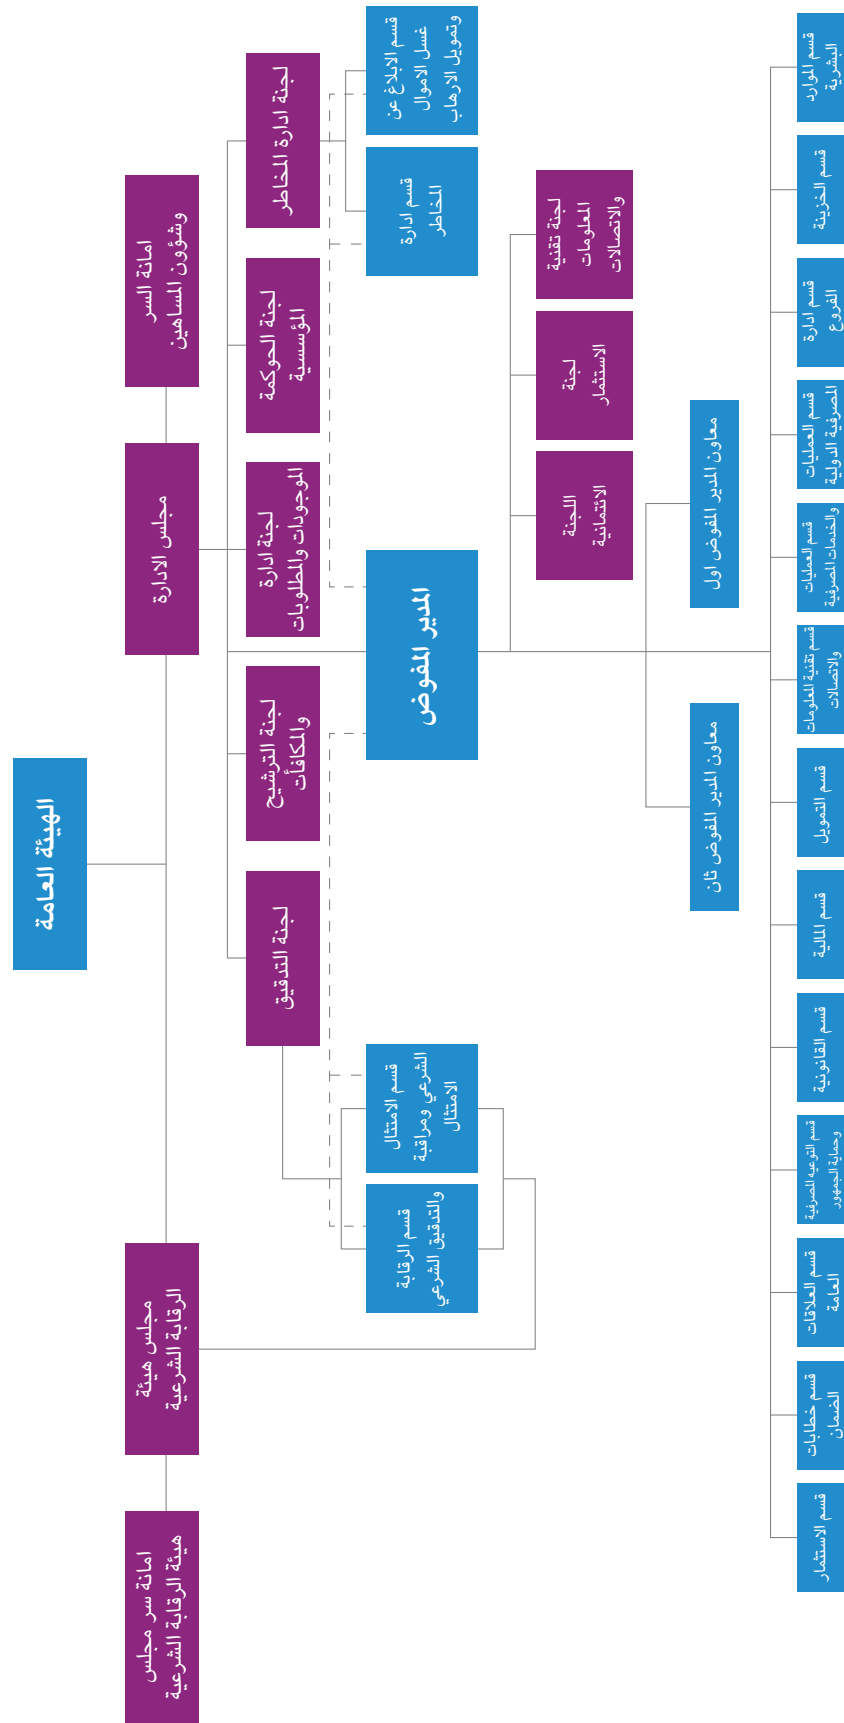 الهيئة العامة
امانة السر
وشؤون المساهين
مجلس الادارة
مجلس هيئة
الرقابة الشرعية
امانة سر مجلس
هيئة الرقابة الشرعية
لجنة ادارة المخاطر
لجنة الحوكمة
المؤسسية
لجنة ادارة
الموجودات والمطلوبات
لجنة الترشيح
والمكافأت
لجنة التدقيق
قسم الابلاغ عن
غسل الاموال
وتمويل الارهاب
قسم ادارة
المخاطر
المدير المفوض
قسم الامتثال
الشرعي ومراقبة
الامتثال
قسم الرقابة
والتدقيق الشرعي
لجنة تقنية
المعلومات
والاتصالات
لجنة
الاستثمار
اللجنة
الائتمانية
معاون المدير المفوض اول
معاون المدير المفوض ثان
قسم الموارد
البشرية
قسم الخزينة
قسم ادارة
الفروع
قسم العمليات
المصرفية الدولية
قسم العمليات
والخدمات المصرفية
قسم تقنية المعلومات
والاتصالات
قسم التمويل
قسم المالية
قسم القانونية
قسم التوعيه المصرفية
وحماية الجمهور
قسم العلاقات
العامة
قسم خطابات
الضمان
قسم الاستثمار